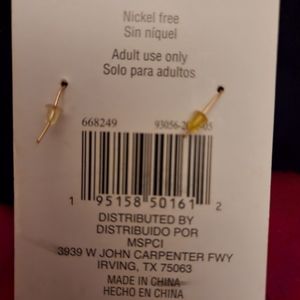 Nickel free
Sin níquel
Adult use only
Solo para adultos
668249
1 95158 50161 2
DISTRIBUTED BY
DISTRIBUIDO POR
MSPCI
3939 W JOHN CARPENTER FWY
IRVING, TX 75063
MADE IN CHINA
HECHO EN CHINA